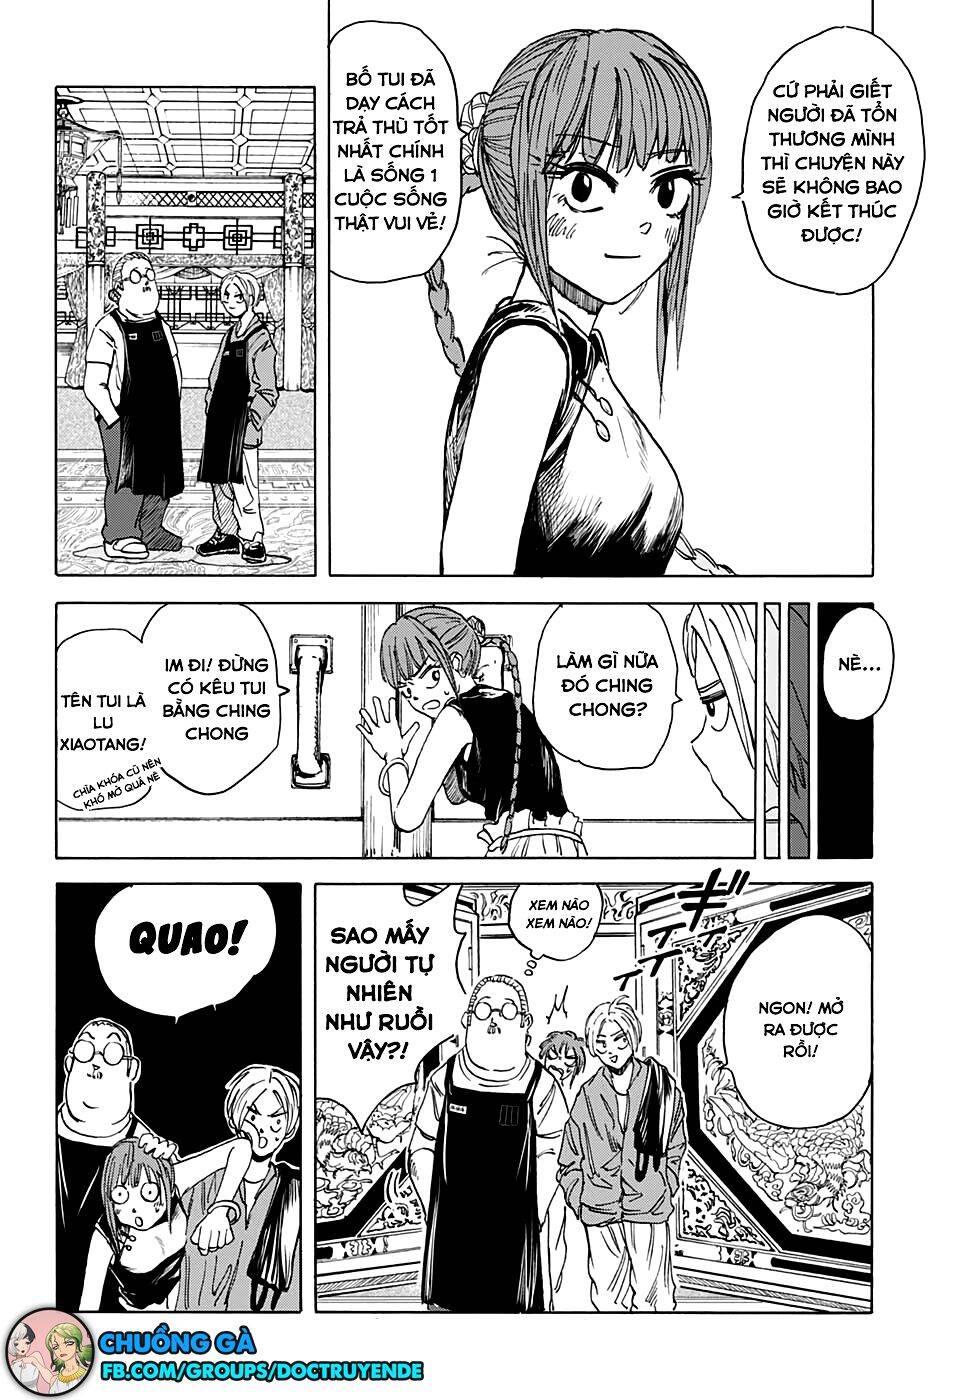 CỨ PHẢI GIẾT
NGƯỜI ĐÃ TỔN
THƯƠNG MÌNH
THÌ CHUYỆN NÀY
SẼ KHÔNG BAO
GIỜ KẾT THÚC
ĐƯỢC!
BỐ TUI ĐÃ
DẠY CÁCH
TRẢ THÙ TỐT
NHẤT CHÍNH
LÀ SỐNG 1
CUỘC SỐNG
THẬT VUI VẺ!
NÈ...
LÀM GÌ NỮA
ĐÓ CHING
CHONG?
IM ĐI! ĐỪNG
CÓ KÊU TUI
BẰNG CHING
CHONG
TÊN TUI LÀ
LU
XIAOTANG!
CHÌA KHÓA CŨ NÊN
KHÓ MỞ QUÁ NÈ
NGON! MỞ
RA ĐƯỢC
RỒI!
ギ
イイ
XEM NÀO
XEM NÀO!
SAO MẤY
NGƯỜI TỰ
NHIÊN
NHƯ RUỒI
VẬY?!
QUAO!
CHUỒNG GÀ
FB.COM/GROUPS/DOCTRUYENDE